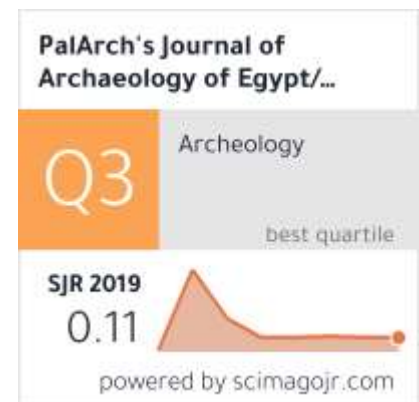 PalArch's Journal of
Archaeology of Egypt/...
Q3
Archeology
best quartile
SJR 2019
0.11
powered by scimagojr.com